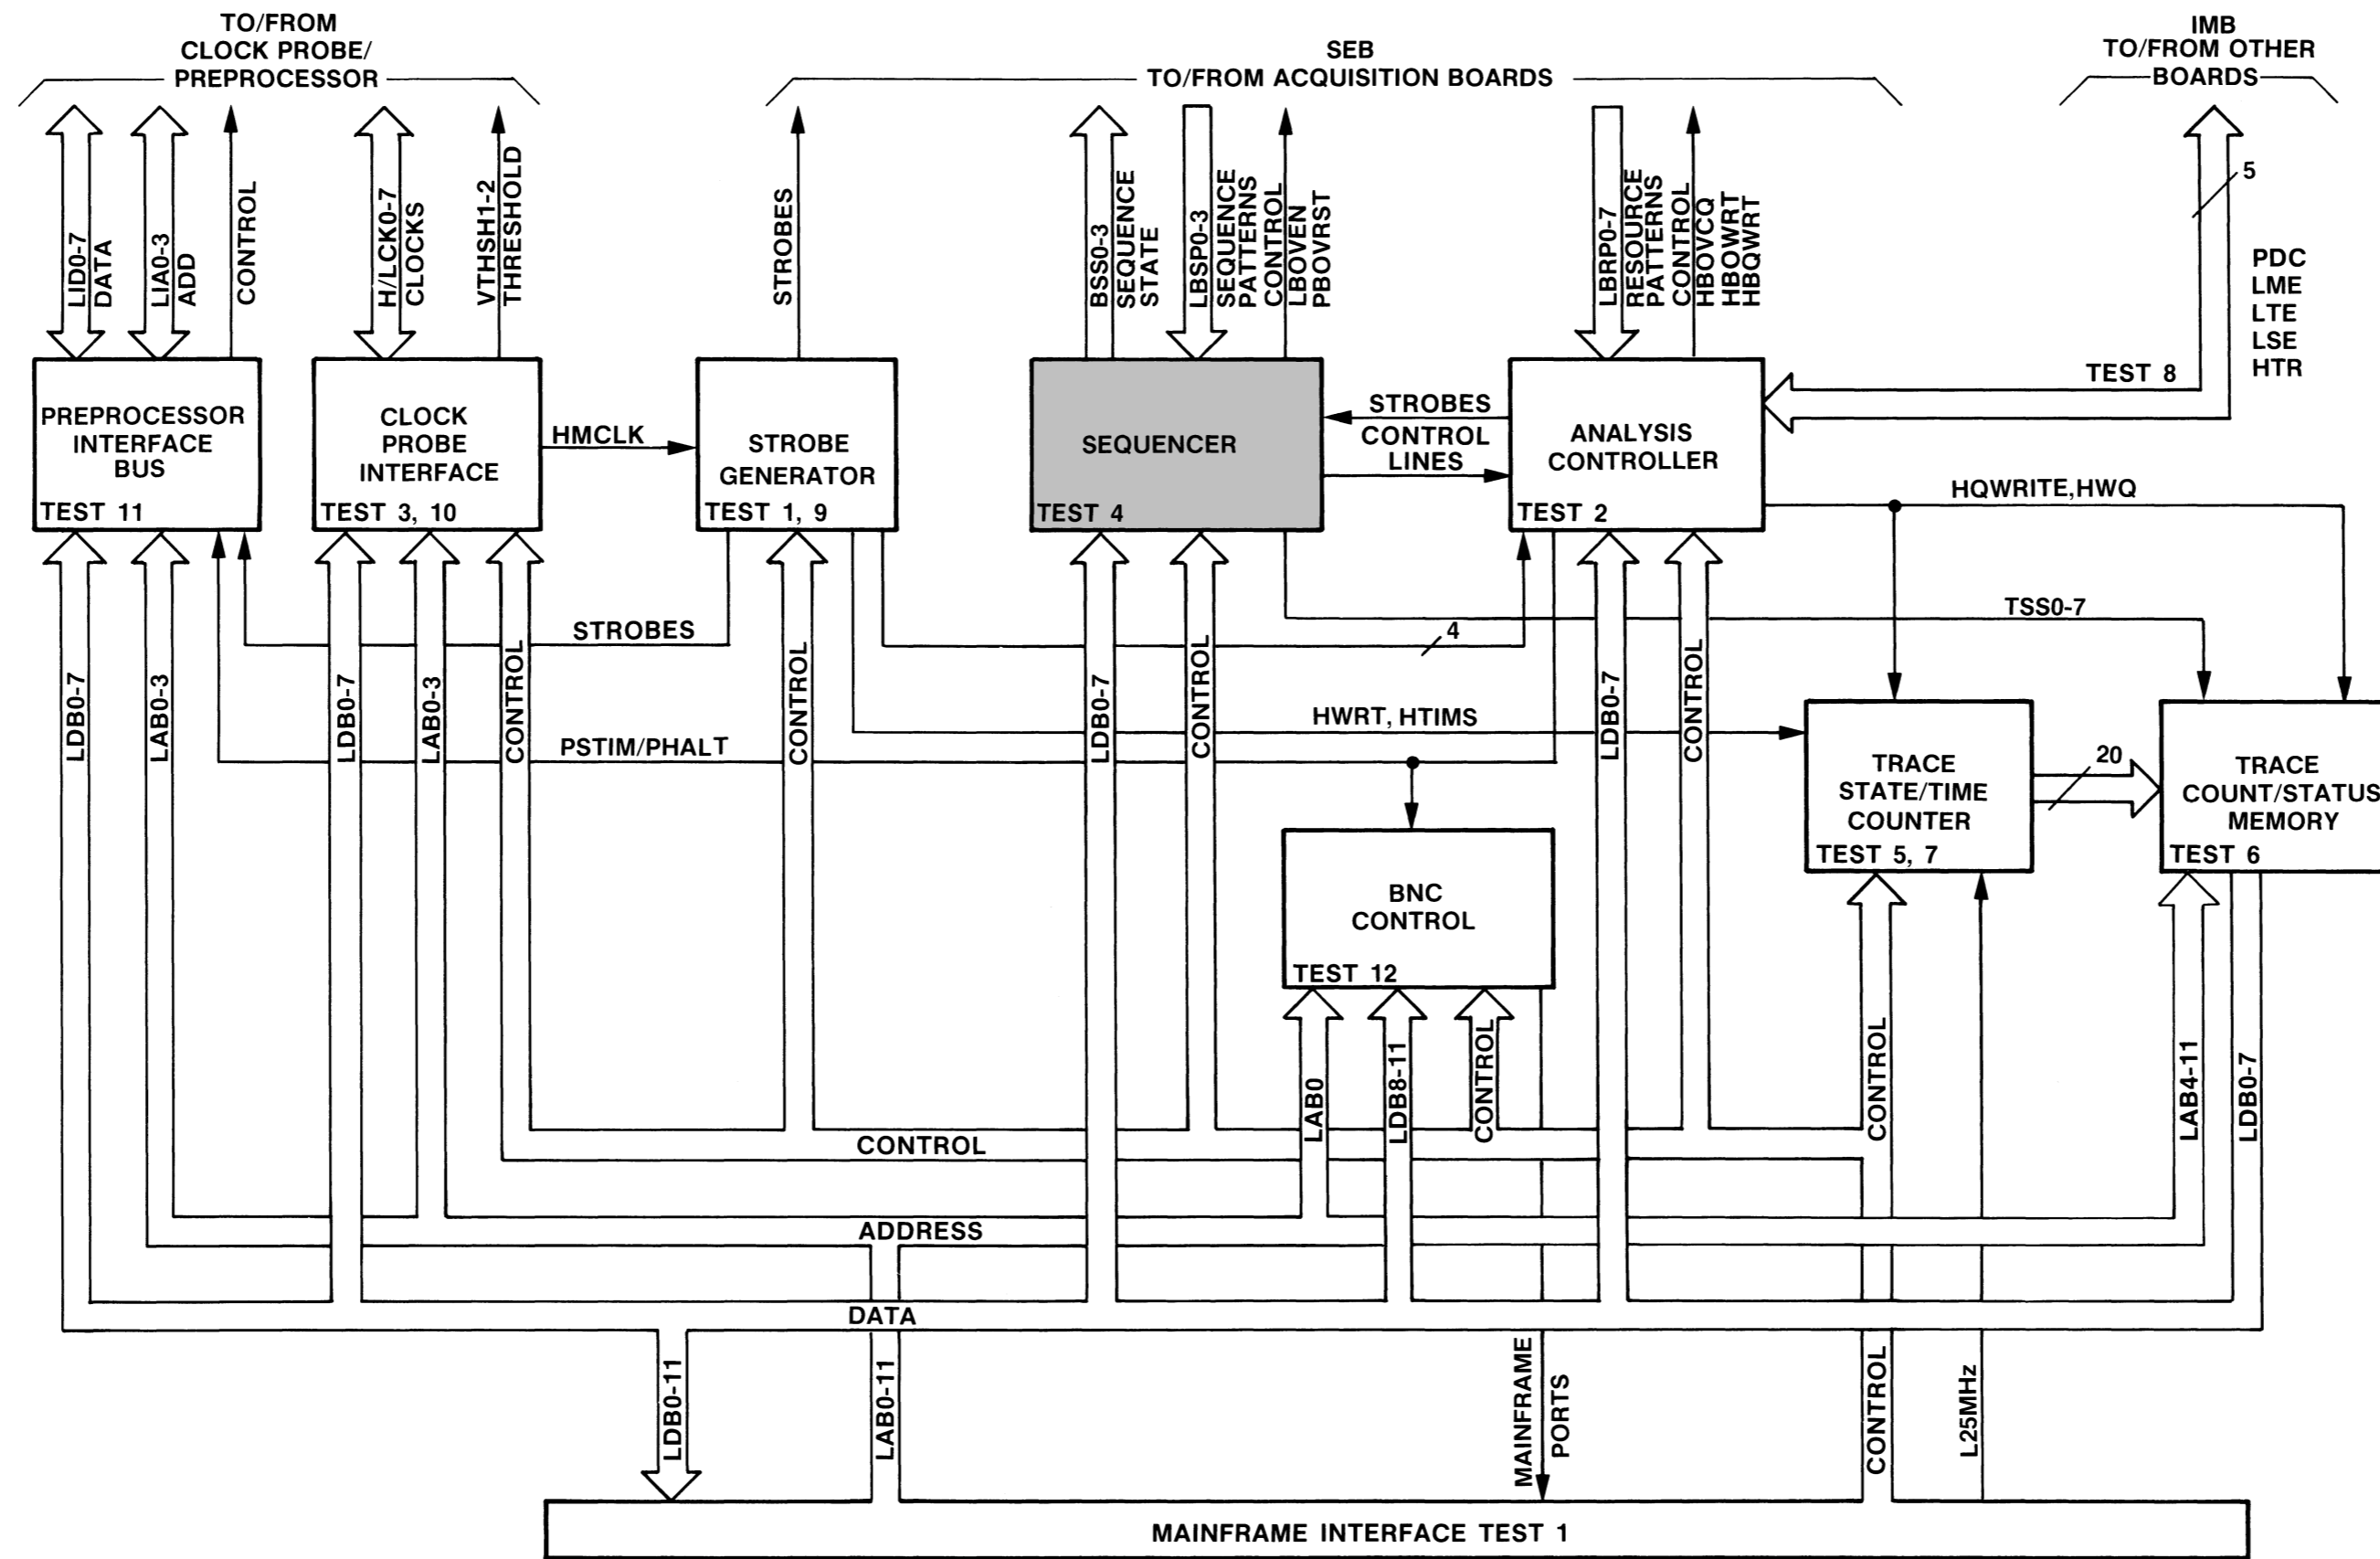 TO/FROM
CLOCK PROBE/
PREPROCESSOR
SEB
TO/FROM ACQUISITION BOARDS
IMB
TO/FROM OTHER
BOARDS
LID0-7
DATA
LIA0-3
ADD
CONTROL
H/LCK0-7
CLOCKS
VTHSH1-2
THRESHOLD
STROBES
BSS0-3
SEQUENCE
STATE
LBSP0-3
SEQUENCE
PATTERNS
CONTROL
LBOVEN
PBOVRST
LBRP0-7
RESOURCE
PATTERNS
CONTROL
HBOVCQ
HBOWRT
HBQWRT
5
PDC
LME
LTE
LSE
HTR
TEST 8
PREPROCESSOR
INTERFACE
BUS
TEST 11
CLOCK
PROBE
INTERFACE
TEST 3, 10
HMCLK
STROBE
GENERATOR
TEST 1, 9
SEQUENCER
TEST 4
STROBES
CONTROL
LINES
ANALYSIS
CONTROLLER
TEST 2
HQWRITE,HWQ
TSS0-7
STROBES
4
LDB0-7
LAB0-3
LDB0-7
LAB0-3
CONTROL
CONTROL
LDB0-7
CONTROL
LDB0-7
CONTROL
HWRT, HTIMS
PSTIM/PHALT
TRACE
STATE/TIME
COUNTER
TEST 5, 7
20
TRACE
COUNT/STATUS
MEMORY
TEST 6
BNC
CONTROL
TEST 12
LAB0
LDB8-11
CONTROL
CONTROL
LAB4-11
LDB0-7
CONTROL
ADDRESS
DATA
LDB0-11
LAB0-11
MAINFRAME
PORTS
CONTROL
L25MHz
MAINFRAME INTERFACE TEST 1